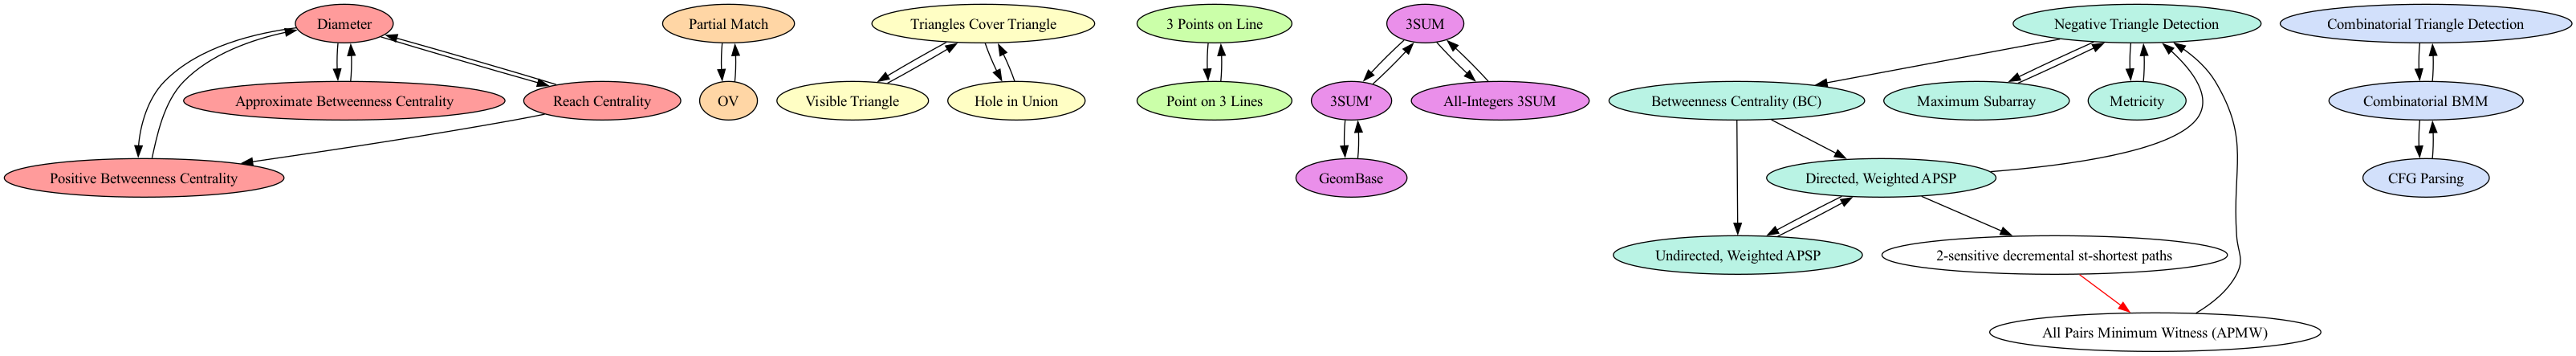 Diameter
Partial Match
Triangles Cover Triangle
3 Points on Line
3SUM
Negative Triangle Detection
Combinatorial Triangle Detection
Approximate Betweenness Centrality
Reach Centrality
OV
Visible Triangle
Hole in Union
Point on 3 Lines
3SUM'
All-Integers 3SUM
Betweenness Centrality (BC)
Maximum Subarray
Metricity
Combinatorial BMM
Positive Betweenness Centrality
GeomBase
Directed, Weighted APSP
CFG Parsing
Undirected, Weighted APSP
2-sensitive decremental st-shortest paths
All Pairs Minimum Witness (APMW)